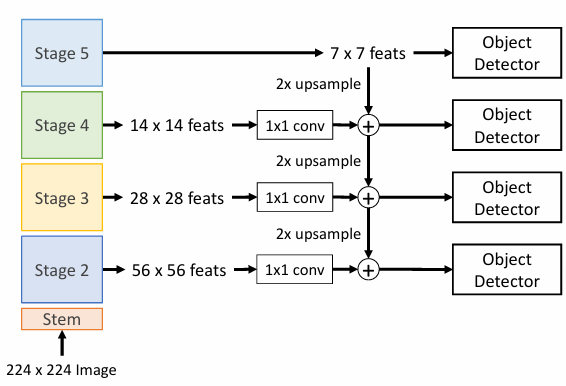 Stage 5
7 x 7 feats
Object
Detector
2x upsample
Stage 4
14 x 14 feats
1x1 conv
+
Object
Detector
2x upsample
Stage 3
28 x 28 feats
1x1 conv
+
Object
Detector
2x upsample
Stage 2
56 x 56 feats
1x1 conv
+
Object
Detector
Stem
224 x 224 Image